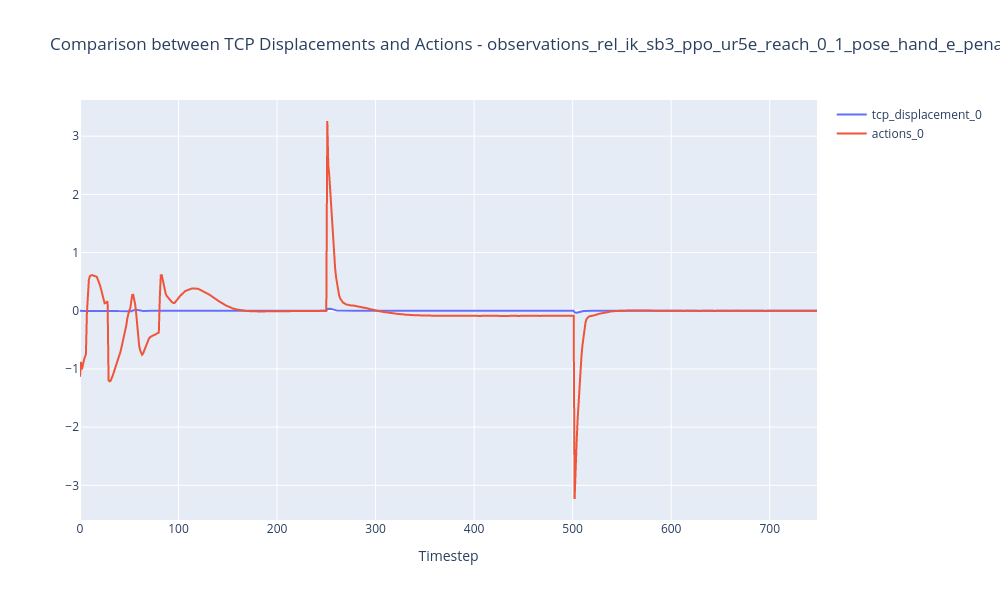 Comparison between TCP Displacements and Actions - observations_rel_ik_sb3_ppo_ur5e_reach_0_1_pose_hand_e_pena
tcp_displacement_0
actions_0
3
2
1
0
−1
−2
−3
0 100 200 300 400 500 600 700
Timestep